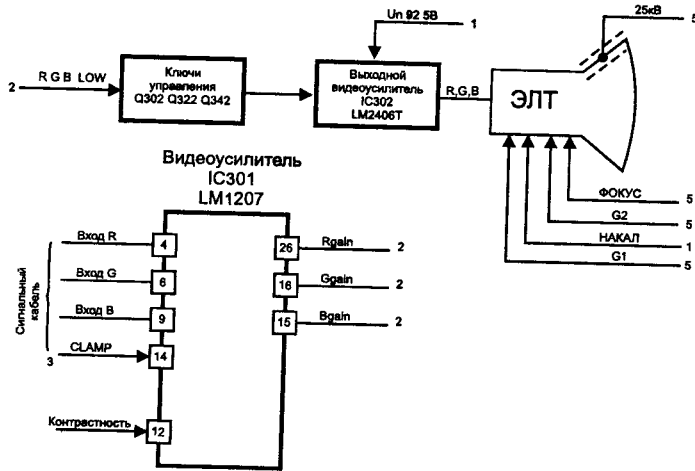 25кВ
5
Uп 92 5В
1
2
R G B LOW
Ключи
управления
Q302 Q322 Q342
Выходной
видеоусилитель
IC302
LM2406T
R,G,B
ЭЛТ
ФОКУС
5
G2
5
НАКАЛ
1
G1
5
Видеоусилитель
IC301
LM1207
Сигнальный
кабель
Вход R
4
26
Rgain
2
Вход G
6
16
Ggain
2
Вход B
9
15
Bgain
2
3
CLAMP
14
Контрастность
12